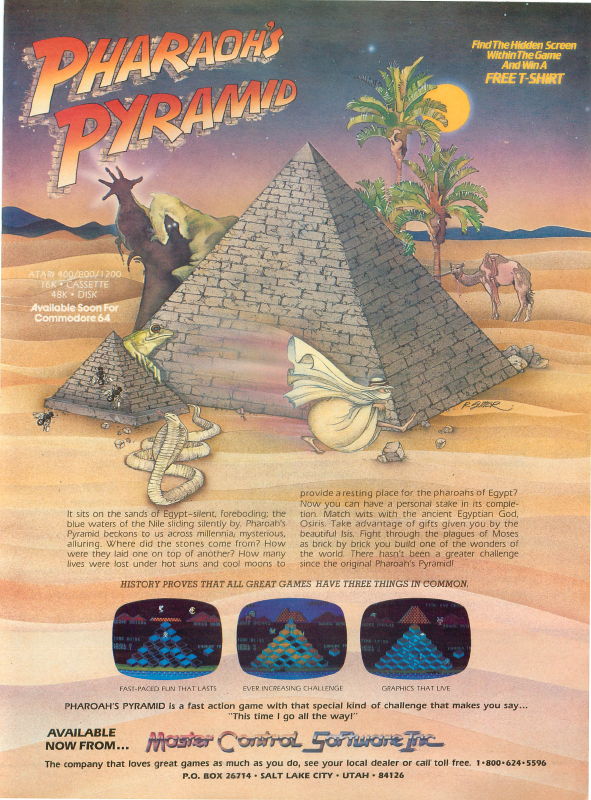 PHARAOH'S
PYRAMID
Find The Hidden Screen
Within The Game
And Win A
FREE T-SHIRT
ATARI 400/800/1200
16K • CASSETTE
48K • DISK
Available Soon For
Commodore 64
R. SUTTER
It sits on the sands of Egypt–silent, foreboding; the
blue waters of the Nile sliding silently by. Pharoah's
Pyramid beckons to us across millennia, mysterious,
alluring. Where did the stones come from? How
were they laid one on top of another? How many
lives were lost under hot suns and cool moons to
provide a resting place for the pharoahs of Egypt?
Now you can have a personal stake in its comple-
tion. Match wits with the ancient Egyptian God,
Osiris. Take advantage of gifts given you by the
beautiful Isis. Fight through the plagues of Moses
as brick by brick you build one of the wonders of
the world. There hasn't been a greater challenge
since the original Pharoah's Pyramid!
HISTORY PROVES THAT ALL GREAT GAMES HAVE THREE THINGS IN COMMON.
FAST-PACED FUN THAT LASTS
EVER INCREASING CHALLENGE
GRAPHICS THAT LIVE
PHAROAH'S PYRAMID is a fast action game with that special kind of challenge that makes you say...
"This time I go all the way!"
AVAILABLE
NOW FROM...
Master Control Software Inc.
The company that loves great games as much as you do, see your local dealer or call toll free. 1•800•624•5596
P.O. BOX 26714 • SALT LAKE CITY • UTAH • 84126